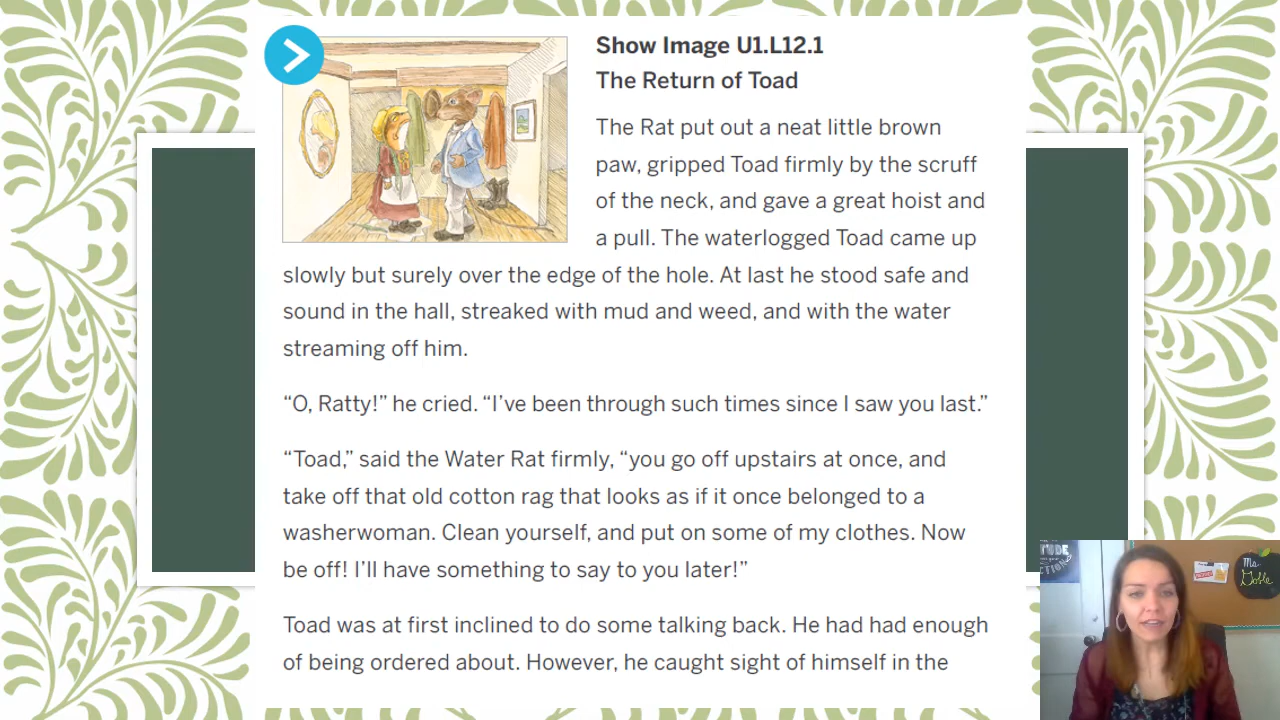 Show Image U1.L12.1
The Return of Toad
The Rat put out a neat little brown
paw, gripped Toad firmly by the scruff
of the neck, and gave a great hoist and
a pull. The waterlogged Toad came up
slowly but surely over the edge of the hole. At last he stood safe and
sound in the hall, streaked with mud and weed, and with the water
streaming off him.
“O, Ratty!” he cried. “I’ve been through such times since I saw you last.”
“Toad,” said the Water Rat firmly, “you go off upstairs at once, and
take off that old cotton rag that looks as if it once belonged to a
washerwoman. Clean yourself, and put on some of my clothes. Now
be off! I’ll have something to say to you later!”
Toad was at first inclined to do some talking back. He had had enough
of being ordered about. However, he caught sight of himself in the
Ms.